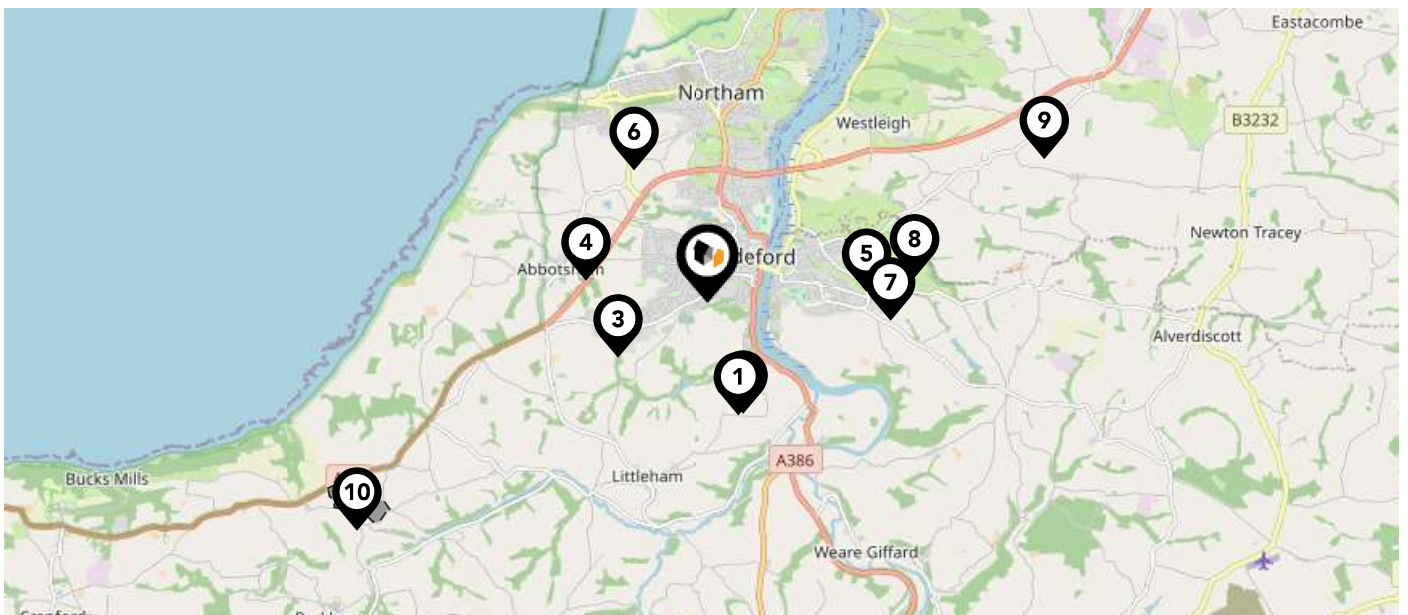 Eastacombe
Northam
B3232
9
Westleigh
6
Newton Tracey
8
4
5
deford
Abbotsh
7
3
Alverdiscott
1
A386
Littleham
Bucks Mills
10
Weare Giffard